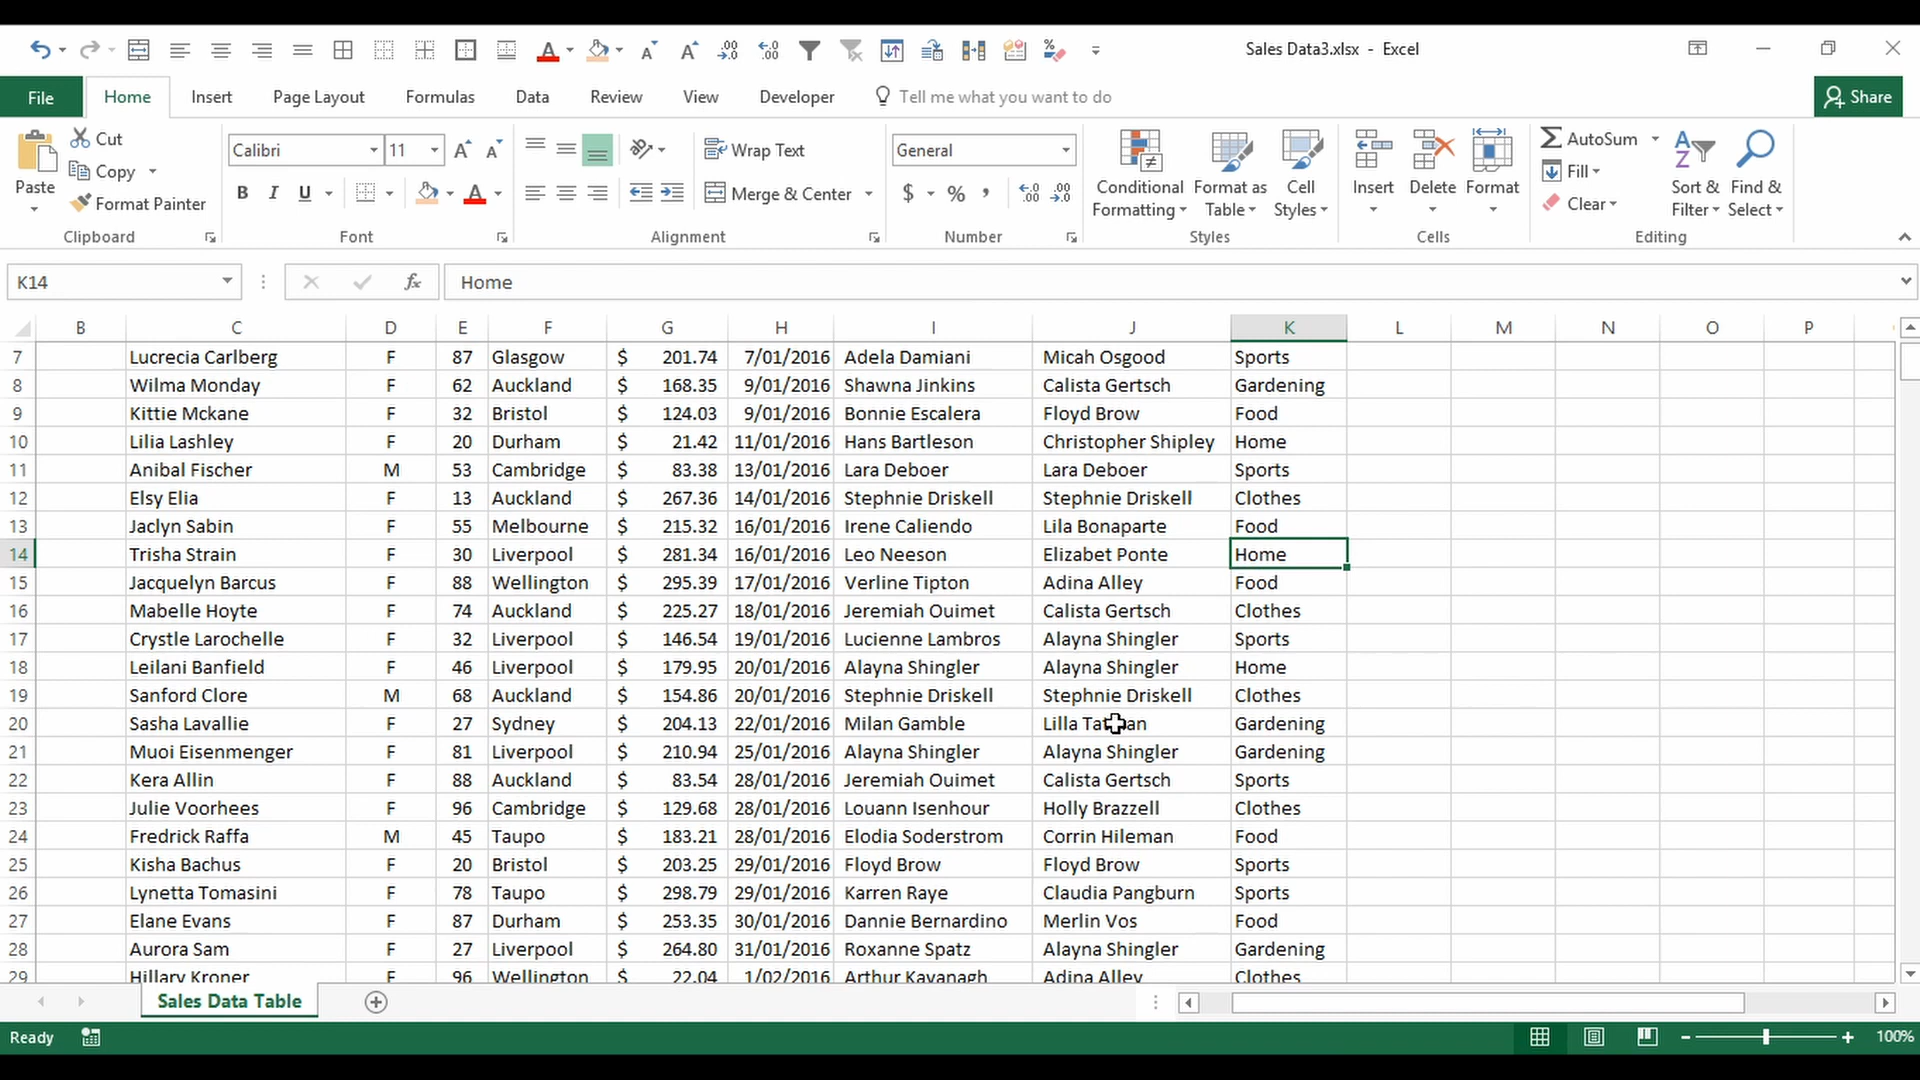 Sales Data3.xlsx - Excel
File Home Insert Page Layout Formulas Data Review View Developer Tell me what you want to do Share
Paste Cut Copy Format Painter Clipboard
Calibri 11 B I U A Font
Wrap Text Merge & Center Alignment
General $ % , Number
Conditional Formatting Format as Table Cell Styles Styles
Insert Delete Format Cells
AutoSum Fill Clear Sort & Filter Find & Select Editing
K14 fx Home
B C D E F G H I J K L M N O P
7 Lucrecia Carlberg F 87 Glasgow $ 201.74 7/01/2016 Adela Damiani Micah Osgood Sports
8 Wilma Monday F 62 Auckland $ 168.35 9/01/2016 Shawna Jinkins Calista Gertsch Gardening
9 Kittie Mckane F 32 Bristol $ 124.03 9/01/2016 Bonnie Escalera Floyd Brow Food
10 Lilia Lashley F 20 Durham $ 21.42 11/01/2016 Hans Bartleson Christopher Shipley Home
11 Anibal Fischer M 53 Cambridge $ 83.38 13/01/2016 Lara Deboer Lara Deboer Sports
12 Elsy Elia F 13 Auckland $ 267.36 14/01/2016 Stephnie Driskell Stephnie Driskell Clothes
13 Jaclyn Sabin F 55 Melbourne $ 215.32 16/01/2016 Irene Caliendo Lila Bonaparte Food
14 Trisha Strain F 30 Liverpool $ 281.34 16/01/2016 Leo Neeson Elizabet Ponte Home
15 Jacquelyn Barcus F 88 Wellington $ 295.39 17/01/2016 Verline Tipton Adina Alley Food
16 Mabelle Hoyte F 74 Auckland $ 225.27 18/01/2016 Jeremiah Ouimet Calista Gertsch Clothes
17 Crystle Larochelle F 32 Liverpool $ 146.54 19/01/2016 Lucienne Lambros Alayna Shingler Sports
18 Leilani Banfield F 46 Liverpool $ 179.95 20/01/2016 Alayna Shingler Alayna Shingler Home
19 Sanford Clore M 68 Auckland $ 154.86 20/01/2016 Stephnie Driskell Stephnie Driskell Clothes
20 Sasha Lavallie F 27 Sydney $ 204.13 22/01/2016 Milan Gamble Lilla Gardening
21 Muoi Eisenmenger F 81 Liverpool $ 210.94 25/01/2016 Alayna Shingler Alayna Shingler Gardening
22 Kera Allin F 88 Auckland $ 83.54 28/01/2016 Jeremiah Ouimet Calista Gertsch Sports
23 Julie Voorhees F 96 Cambridge $ 129.68 28/01/2016 Louann Isenhour Holly Brazzell Clothes
24 Fredrick Raffa M 45 Taupo $ 183.21 28/01/2016 Elodia Soderstrom Corrin Hileman Food
25 Kisha Bachus F 20 Bristol $ 203.25 29/01/2016 Floyd Brow Floyd Brow Sports
26 Lynetta Tomasini F 78 Taupo $ 298.79 29/01/2016 Karren Raye Claudia Pangburn Sports
27 Elane Evans F 87 Durham $ 253.35 30/01/2016 Dannie Bernardino Merlin Vos Food
28 Aurora Sam F 27 Liverpool $ 264.80 31/01/2016 Roxanne Spatz Alayna Shingler Gardening
29 Hillary Kroner F 96 Wellington $ 22.04 1/02/2016 Arthur Kavanagh Adina Alley Clothes
Sales Data Table
Ready 100%